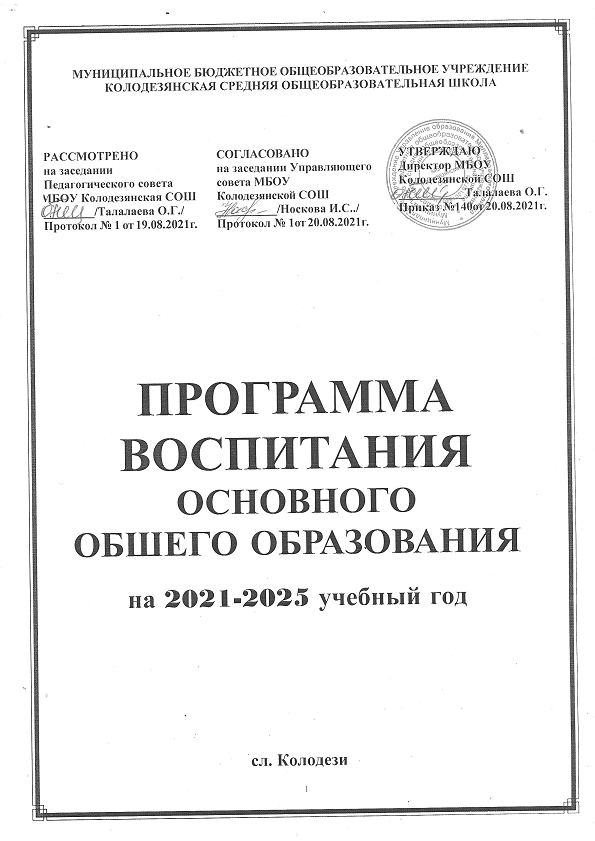 МУНИЦИПАЛЬНОЕ БЮДЖЕТНОЕ ОБЩЕОБРАЗОВАТЕЛЬНОЕ УЧРЕЖДЕНИЕ
КОЛОДЕЗЯНСКАЯ СРЕДНЯЯ ОБЩЕОБРАЗОВАТЕЛЬНАЯ ШКОЛА
РАССМОТРЕНО
на заседании
Педагогического совета
МБОУ Колодезянская СОШ
/Талалаева О.Г./
Протокол № 1 от 19.08.2021г.
СОГЛАСОВАНО
на заседании Управляющего
совета МБОУ
Колодезянской СОШ
/Носкова И.С../
Протокол № 1от 20.08.2021г.
УТВЕРЖДАЮ
Директор МБОУ
Колодезянской СОШ
Талалаева О.Г.
Приказ №140от 20.08.2021г.
ПРОГРАММА
ВОСПИТАНИЯ
ОСНОВНОГО
ОБШЕГО ОБРАЗОВАНИЯ
на 2021-2025 учебный год
сл. Колодези
1